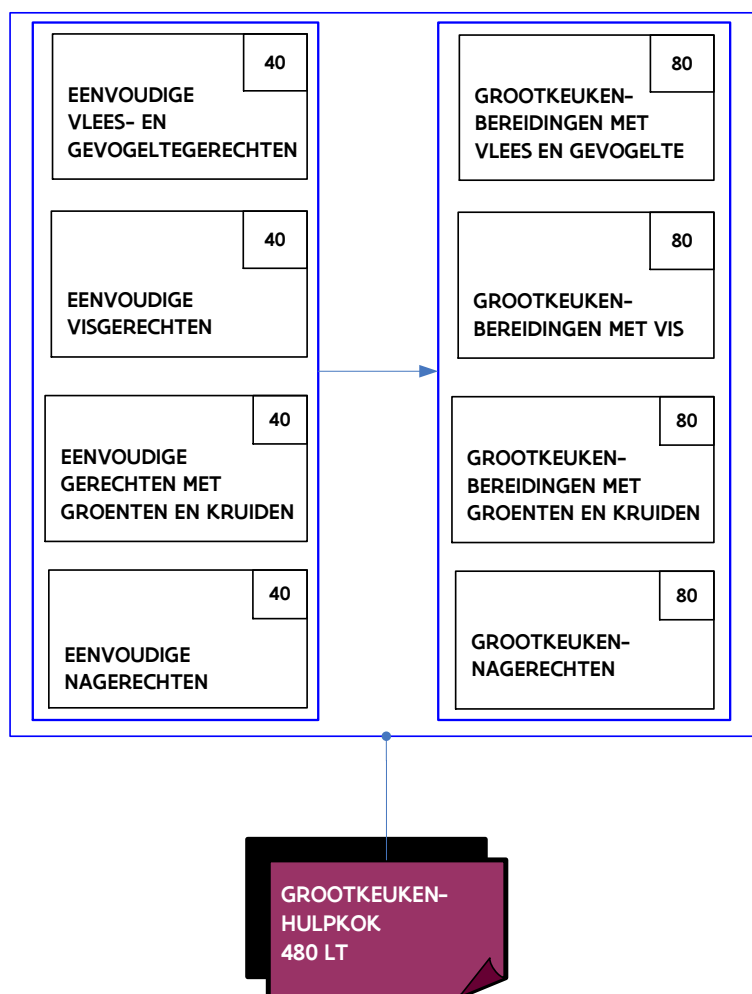 40
EENVOUDIGE
VLEES- EN
GEVOGELTEGERECHTEN
40
EENVOUDIGE
VISGERECHTEN
40
EENVOUDIGE
GERECHTEN MET
GROENTEN EN KRUIDEN
40
EENVOUDIGE
NAGERECHTEN
80
GROOTKEUKEN-
BEREIDINGEN MET
VLEES EN GEVOGELTE
80
GROOTKEUKEN-
BEREIDINGEN MET VIS
80
GROOTKEUKEN-
BEREIDINGEN MET
GROENTEN EN KRUIDEN
80
GROOTKEUKEN-
NAGERECHTEN
GROOTKEUKEN-
HULPKOK
480 LT